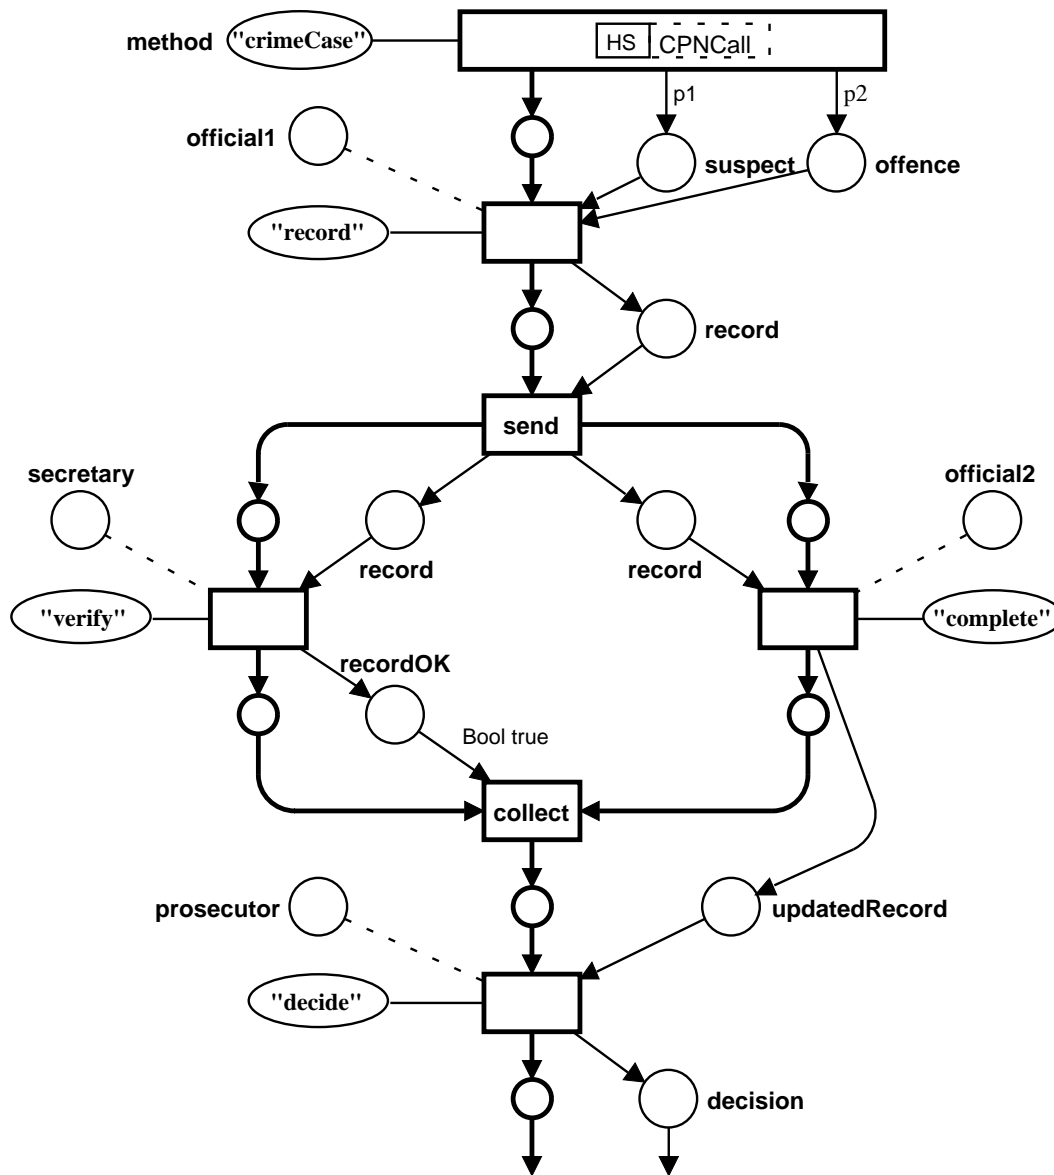 method "crimeCase" HS CPNCall
p1 p2
official1 suspect offence
"record"
record
send
secretary official2
record record
"verify" "complete"
recordOK
Bool true
collect
prosecutor updatedRecord
"decide"
decision